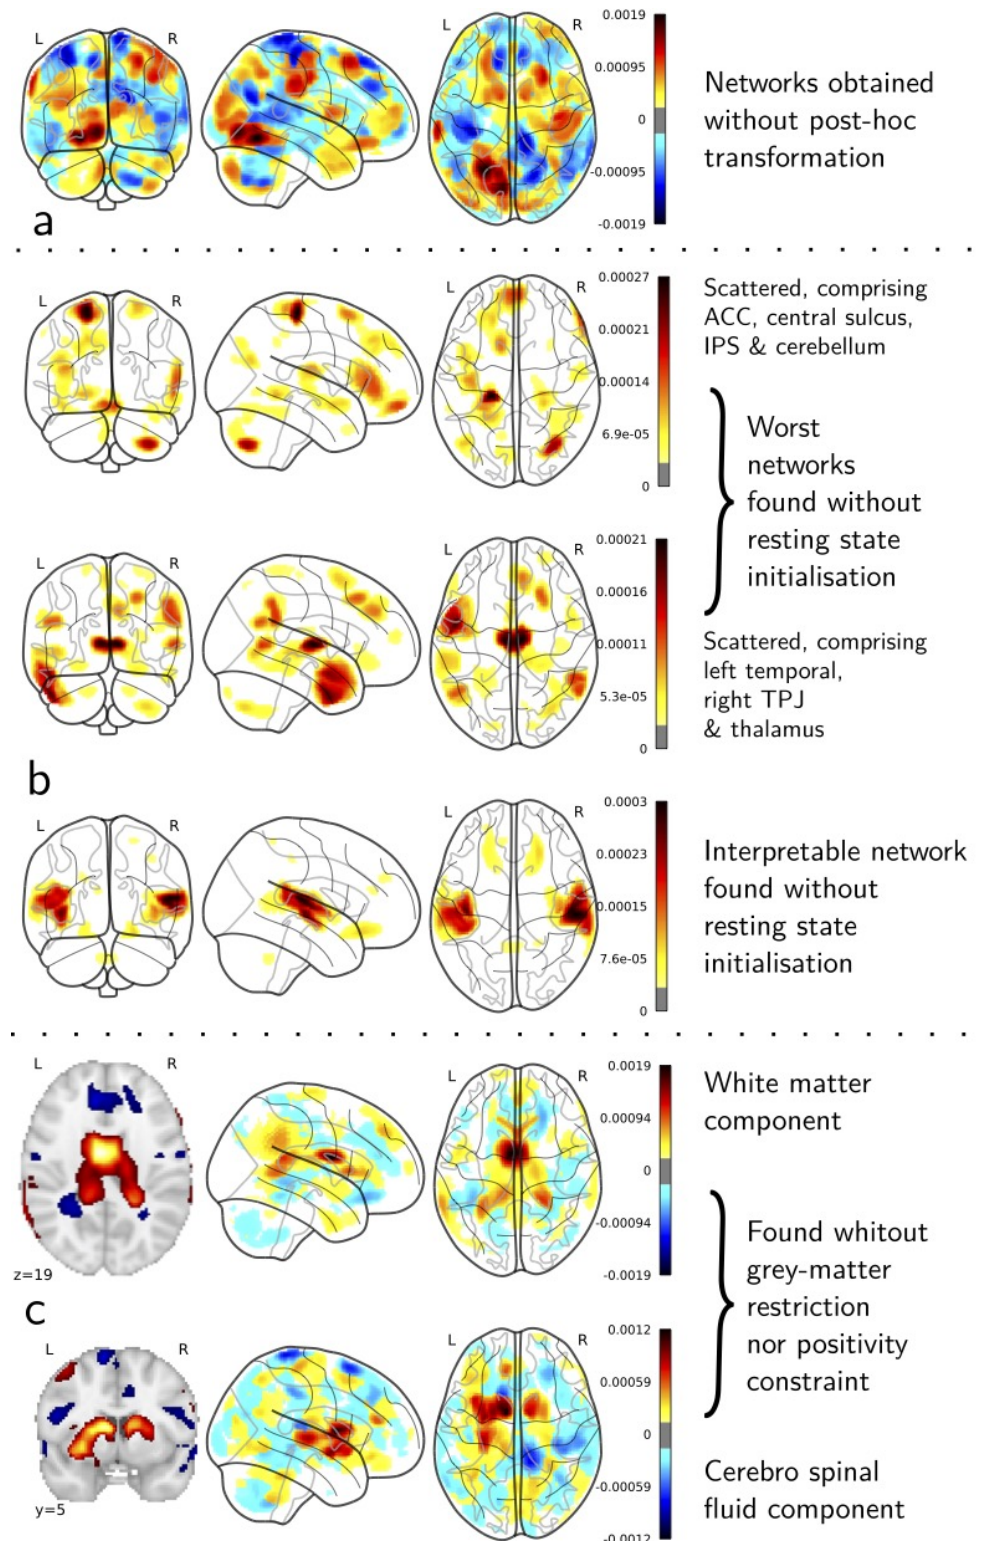 L R L R
0.0019
0.00095
0
-0.00095
-0.0019
Networks obtained
without post-hoc
transformation
a
L R L R
0.00027
0.00021
0.00014
6.9e-05
0
Scattered, comprising
ACC, central sulcus,
IPS & cerebellum
Worst
networks
found without
resting state
initialisation
L R L R
0.00021
0.00016
0.00011
5.3e-05
0
Scattered, comprising
left temporal,
right TPJ
& thalamus
b
L R L R
0.0003
0.00023
0.00015
7.6e-05
0
Interpretable network
found without
resting state
initialisation
L R L R
z=19
0.0019
0.00094
0
-0.00094
-0.0019
White matter
component
Found whitout
grey-matter
restriction
nor positivity
constraint
c
L R L R
y=5
0.0012
0.00059
0
-0.00059
-0.0012
Cerebro spinal
fluid component